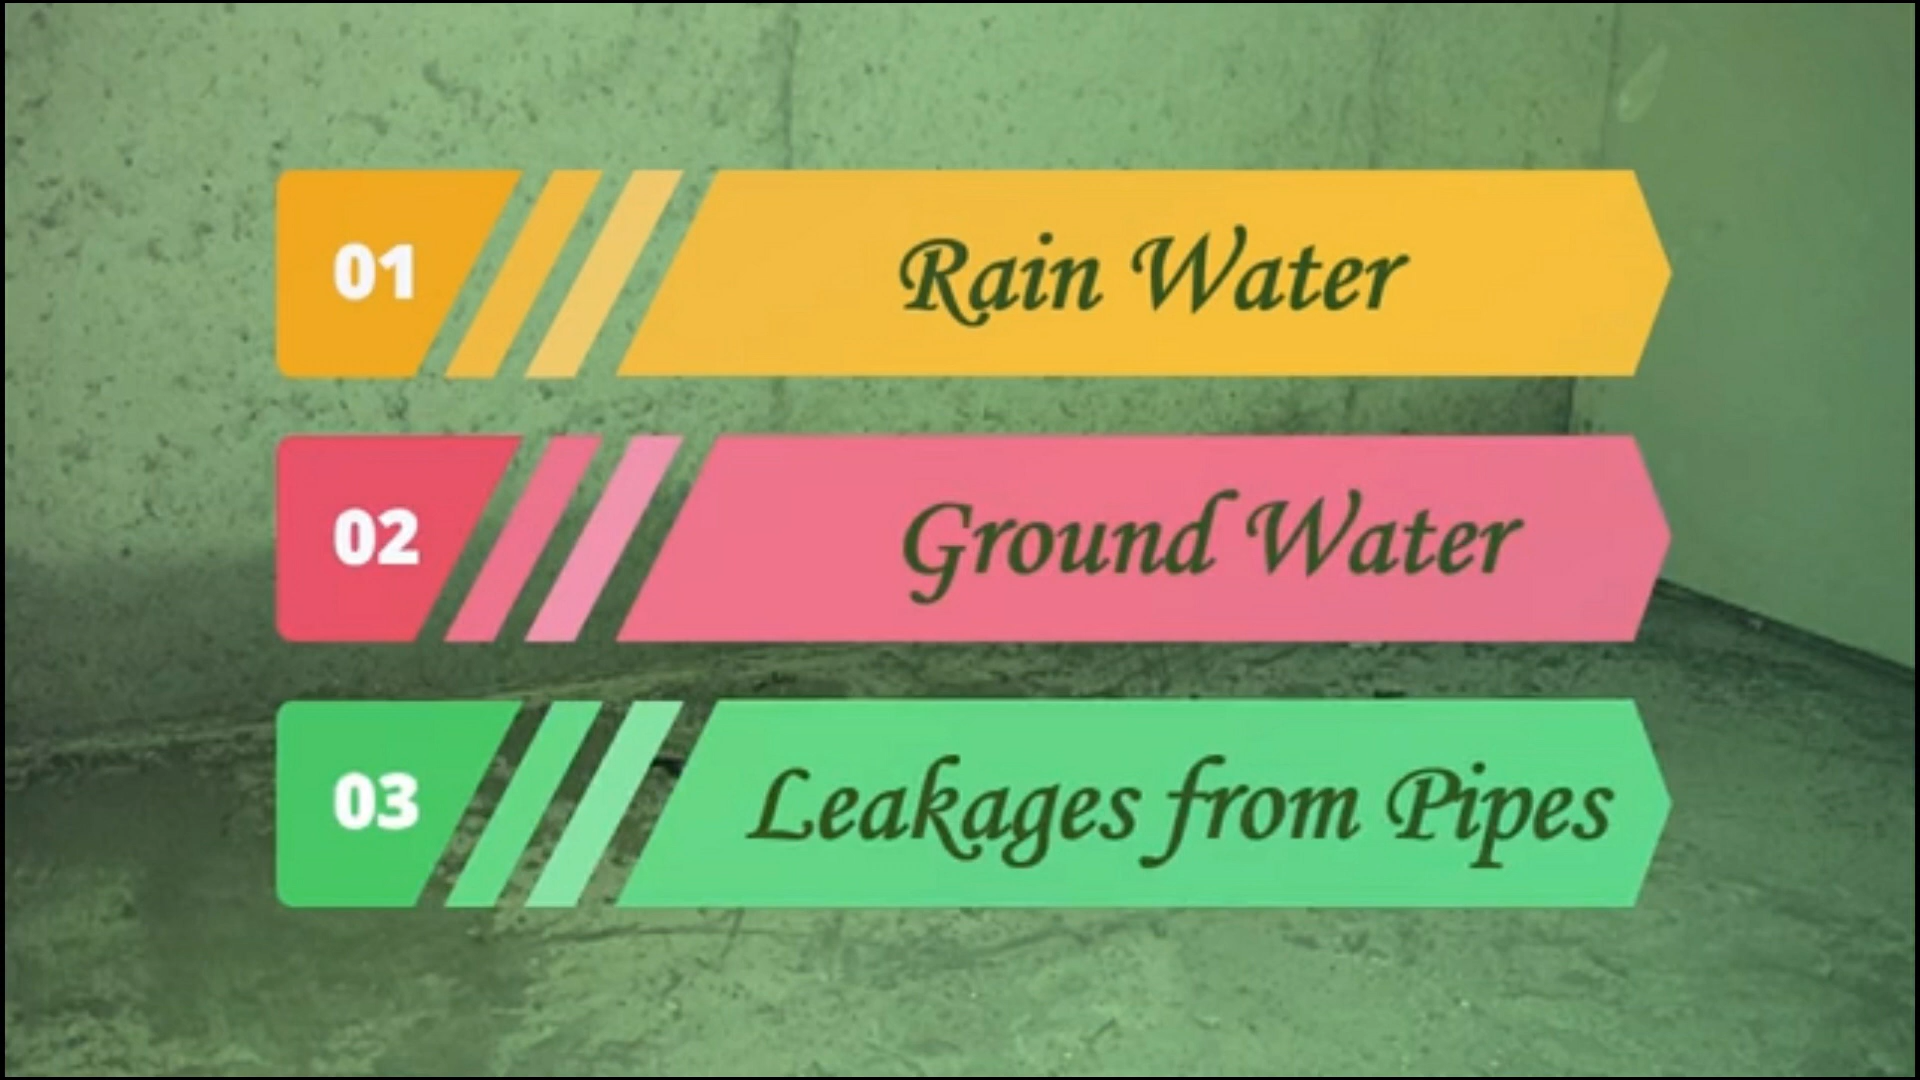 01
Rain Water
02
Ground Water
03
Leakages from Pipes